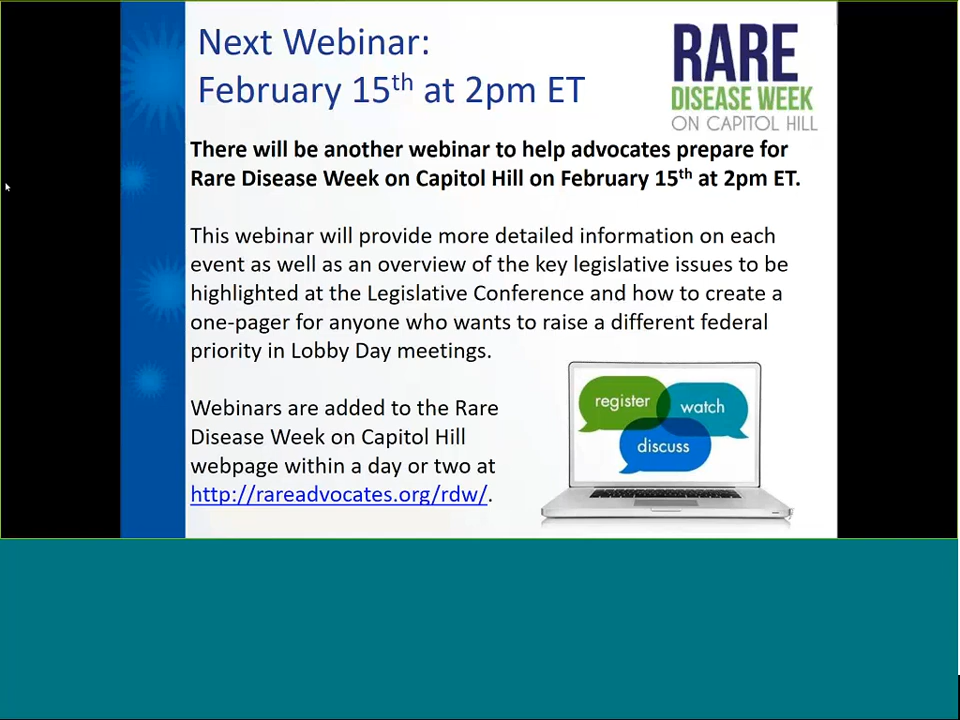 Next Webinar:
February 15th at 2pm ET
RARE
DISEASE WEEK
ON CAPITOL HILL
There will be another webinar to help advocates prepare for
Rare Disease Week on Capitol Hill on February 15th at 2pm ET.
This webinar will provide more detailed information on each
event as well as an overview of the key legislative issues to be
highlighted at the Legislative Conference and how to create a
one-pager for anyone who wants to raise a different federal
priority in Lobby Day meetings.
Webinars are added to the Rare
Disease Week on Capitol Hill
webpage within a day or two at
http://rareadvocates.org/rdw/.
register
watch
discuss